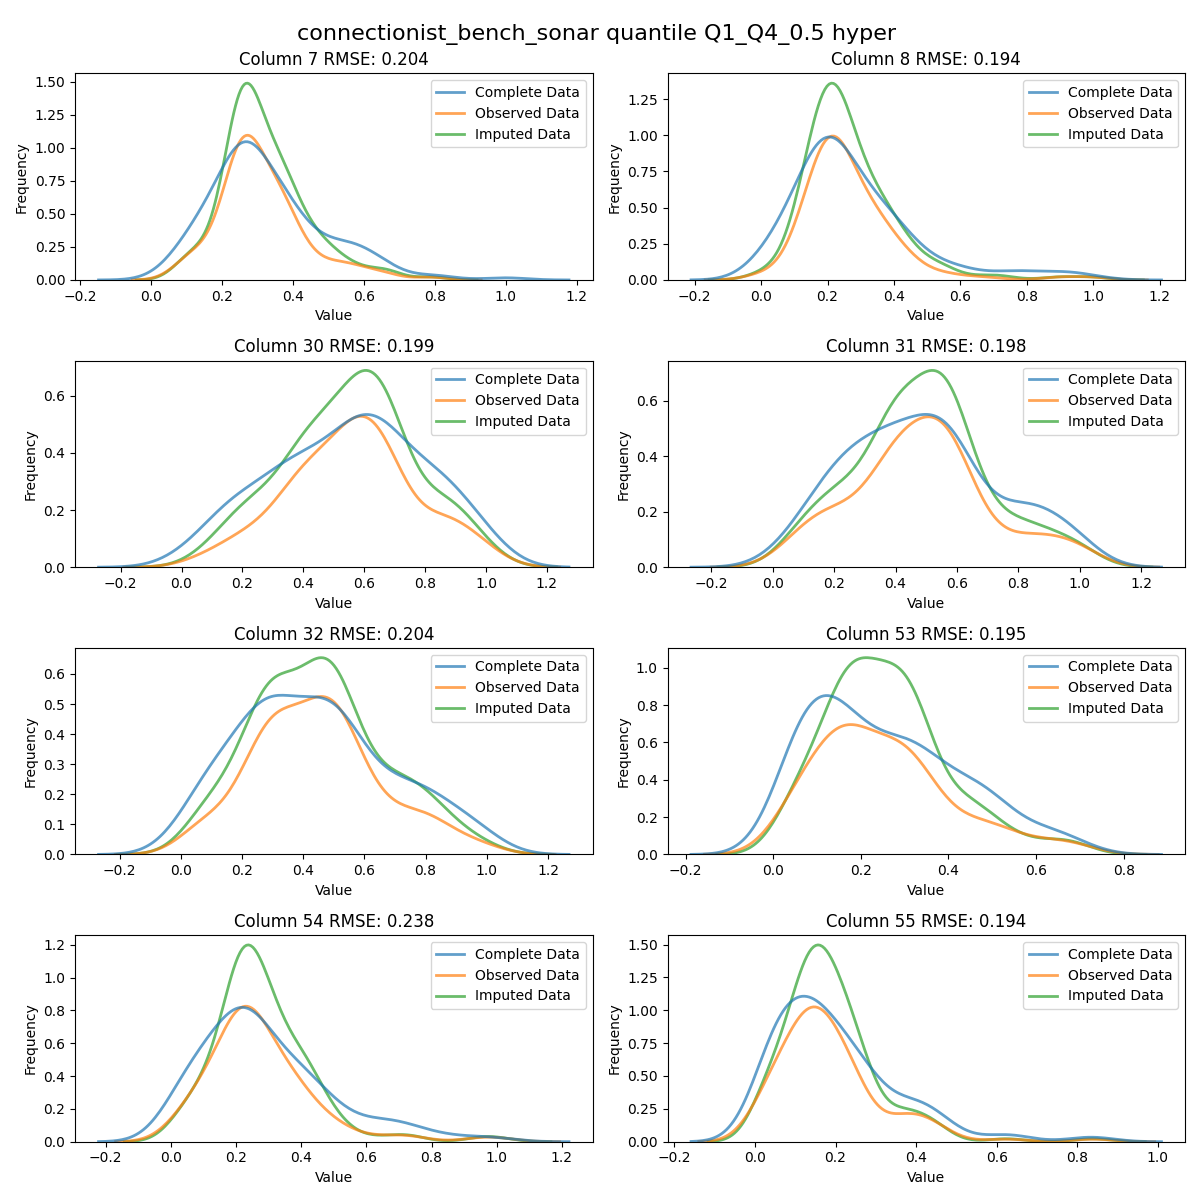 connectionist_bench_sonar quantile Q1_Q4_0.5 hyper
Column 7 RMSE: 0.204
Frequency
1.50
1.25
1.00
0.75
0.50
0.25
0.00
Complete Data
Observed Data
Imputed Data
−0.2 0.0 0.2 0.4 0.6 0.8 1.0 1.2
Value
Column 8 RMSE: 0.194
Frequency
1.25
1.00
0.75
0.50
0.25
0.00
Complete Data
Observed Data
Imputed Data
−0.2 0.0 0.2 0.4 0.6 0.8 1.0 1.2
Value
Column 30 RMSE: 0.199
Frequency
0.6
0.4
0.2
0.0
Complete Data
Observed Data
Imputed Data
−0.2 0.0 0.2 0.4 0.6 0.8 1.0 1.2
Value
Column 31 RMSE: 0.198
Frequency
0.6
0.4
0.2
0.0
Complete Data
Observed Data
Imputed Data
−0.2 0.0 0.2 0.4 0.6 0.8 1.0 1.2
Value
Column 32 RMSE: 0.204
Frequency
0.6
0.5
0.4
0.3
0.2
0.1
0.0
Complete Data
Observed Data
Imputed Data
−0.2 0.0 0.2 0.4 0.6 0.8 1.0 1.2
Value
Column 53 RMSE: 0.195
Frequency
1.0
0.8
0.6
0.4
0.2
0.0
Complete Data
Observed Data
Imputed Data
−0.2 0.0 0.2 0.4 0.6 0.8
Value
Column 54 RMSE: 0.238
Frequency
1.2
1.0
0.8
0.6
0.4
0.2
0.0
Complete Data
Observed Data
Imputed Data
−0.2 0.0 0.2 0.4 0.6 0.8 1.0 1.2
Value
Column 55 RMSE: 0.194
Frequency
1.50
1.25
1.00
0.75
0.50
0.25
0.00
Complete Data
Observed Data
Imputed Data
−0.2 0.0 0.2 0.4 0.6 0.8 1.0
Value